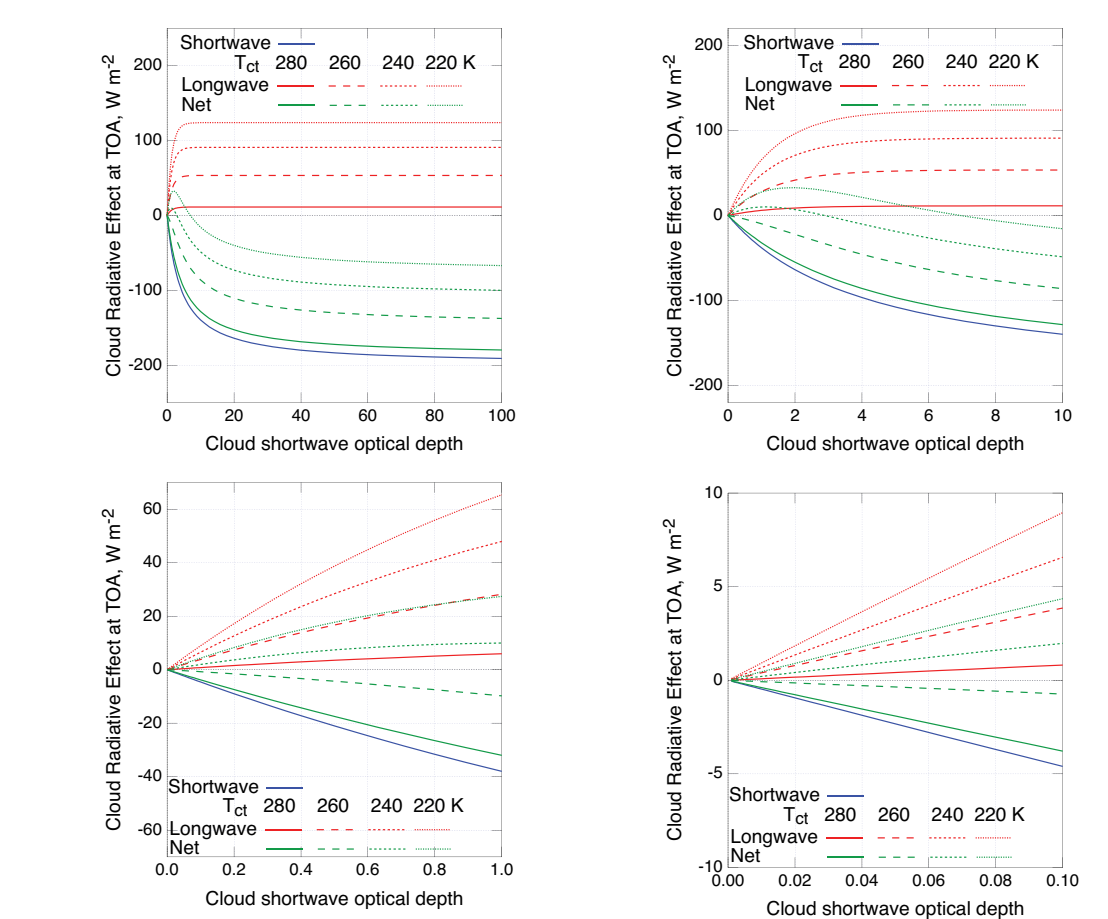 Cloud Radiative Effect at TOA, W m-2
Shortwave
Tct 280 260 240 220 K
Longwave
Net
200
100
0
-100
-200
0 20 40 60 80 100
Cloud shortwave optical depth
Cloud Radiative Effect at TOA, W m-2
Shortwave
Tct 280 260 240 220 K
Longwave
Net
200
100
0
-100
-200
0 2 4 6 8 10
Cloud shortwave optical depth
Cloud Radiative Effect at TOA, W m-2
60
40
20
0
-20
-40
-60
Shortwave
Tct 280 260 240 220 K
Longwave
Net
0.0 0.2 0.4 0.6 0.8 1.0
Cloud shortwave optical depth
Cloud Radiative Effect at TOA, W m-2
10
5
0
-5
-10
Shortwave
Tct 280 260 240 220 K
Longwave
Net
0.00 0.02 0.04 0.06 0.08 0.10
Cloud shortwave optical depth